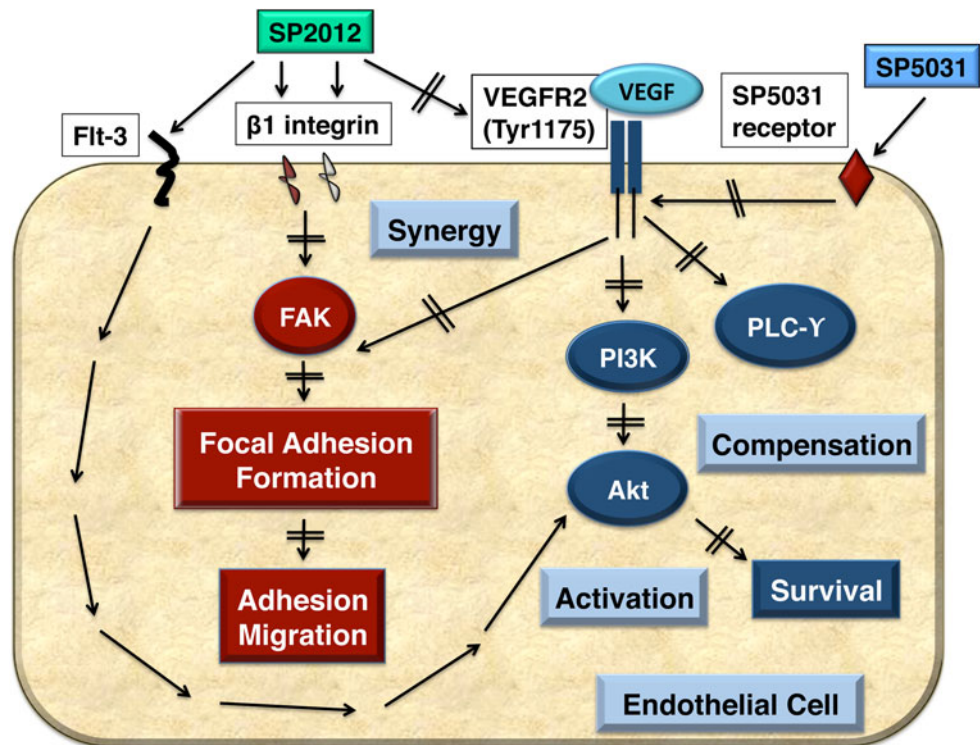 SP2012
SP5031
Flt-3
β1 integrin
VEGFR2
(Tyr1175)
VEGF
SP5031
receptor
Synergy
FAK
PI3K
PLC-ϒ
Focal Adhesion
Formation
Compensation
Akt
Adhesion
Migration
Activation
Survival
Endothelial Cell